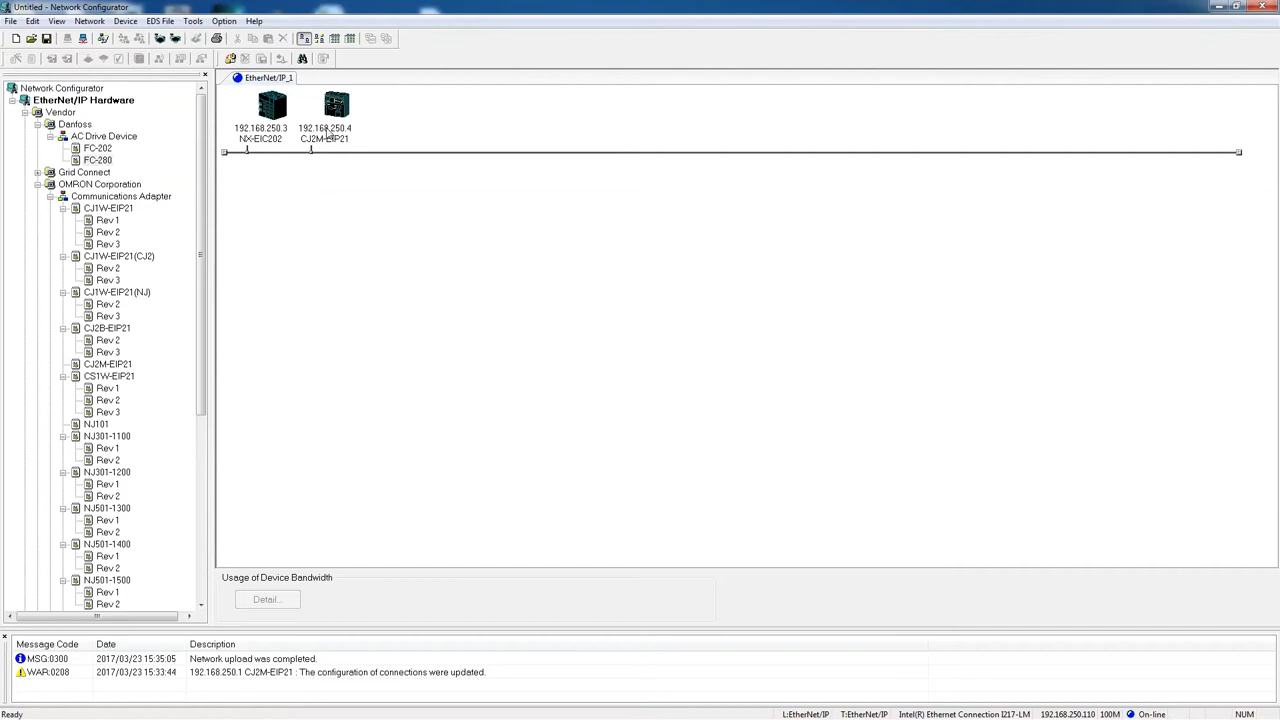 Untitled - Network Configurator
File Edit View Network Device EDS File Tools Option Help
EtherNet/IP_1
Network Configurator
EtherNet/IP Hardware
Vendor
Danfoss
AC Drive Device
FC-202
FC-280
Grid Connect
OMRON Corporation
Communications Adapter
CJ1W-EIP21
Rev 1
Rev 2
Rev 3
CJ1W-EIP21(CJ2)
Rev 2
Rev 3
CJ1W-EIP21(NJ)
Rev 2
Rev 3
CJ2B-EIP21
Rev 2
Rev 3
CJ2M-EIP21
CS1W-EIP21
Rev 1
Rev 2
Rev 3
NJ101
NJ301-1100
Rev 1
Rev 2
NJ301-1200
Rev 1
Rev 2
NJ501-1300
Rev 1
Rev 2
NJ501-1400
Rev 1
Rev 2
NJ501-1500
Rev 1
Rev 2
192.168.250.3 192.168.250.4
NX-EIC202 CJ2M-EIP21
Usage of Device Bandwidth
Detail...
Message Code Date Description
MSG:0300 2017/03/23 15:35:05 Network upload was completed.
WAR:0208 2017/03/23 15:33:44 192.168.250.1 CJ2M-EIP21 : The configuration of connections were updated.
Ready L:EtherNet/IP T:EtherNet/IP Intel(R) Ethernet Connection I217-LM 192.168.250.110 100M On-line NUM